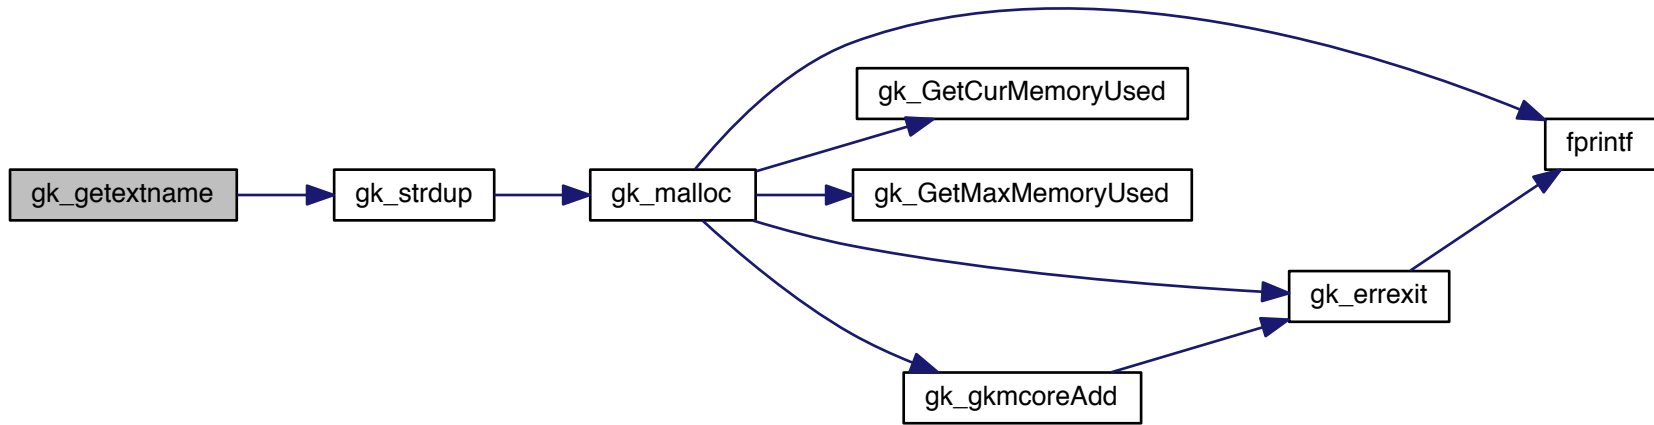 gk_getextname
gk_strdup
gk_malloc
gk_GetCurMemoryUsed
gk_GetMaxMemoryUsed
gk_gkmcoreAdd
gk_errexit
fprintf